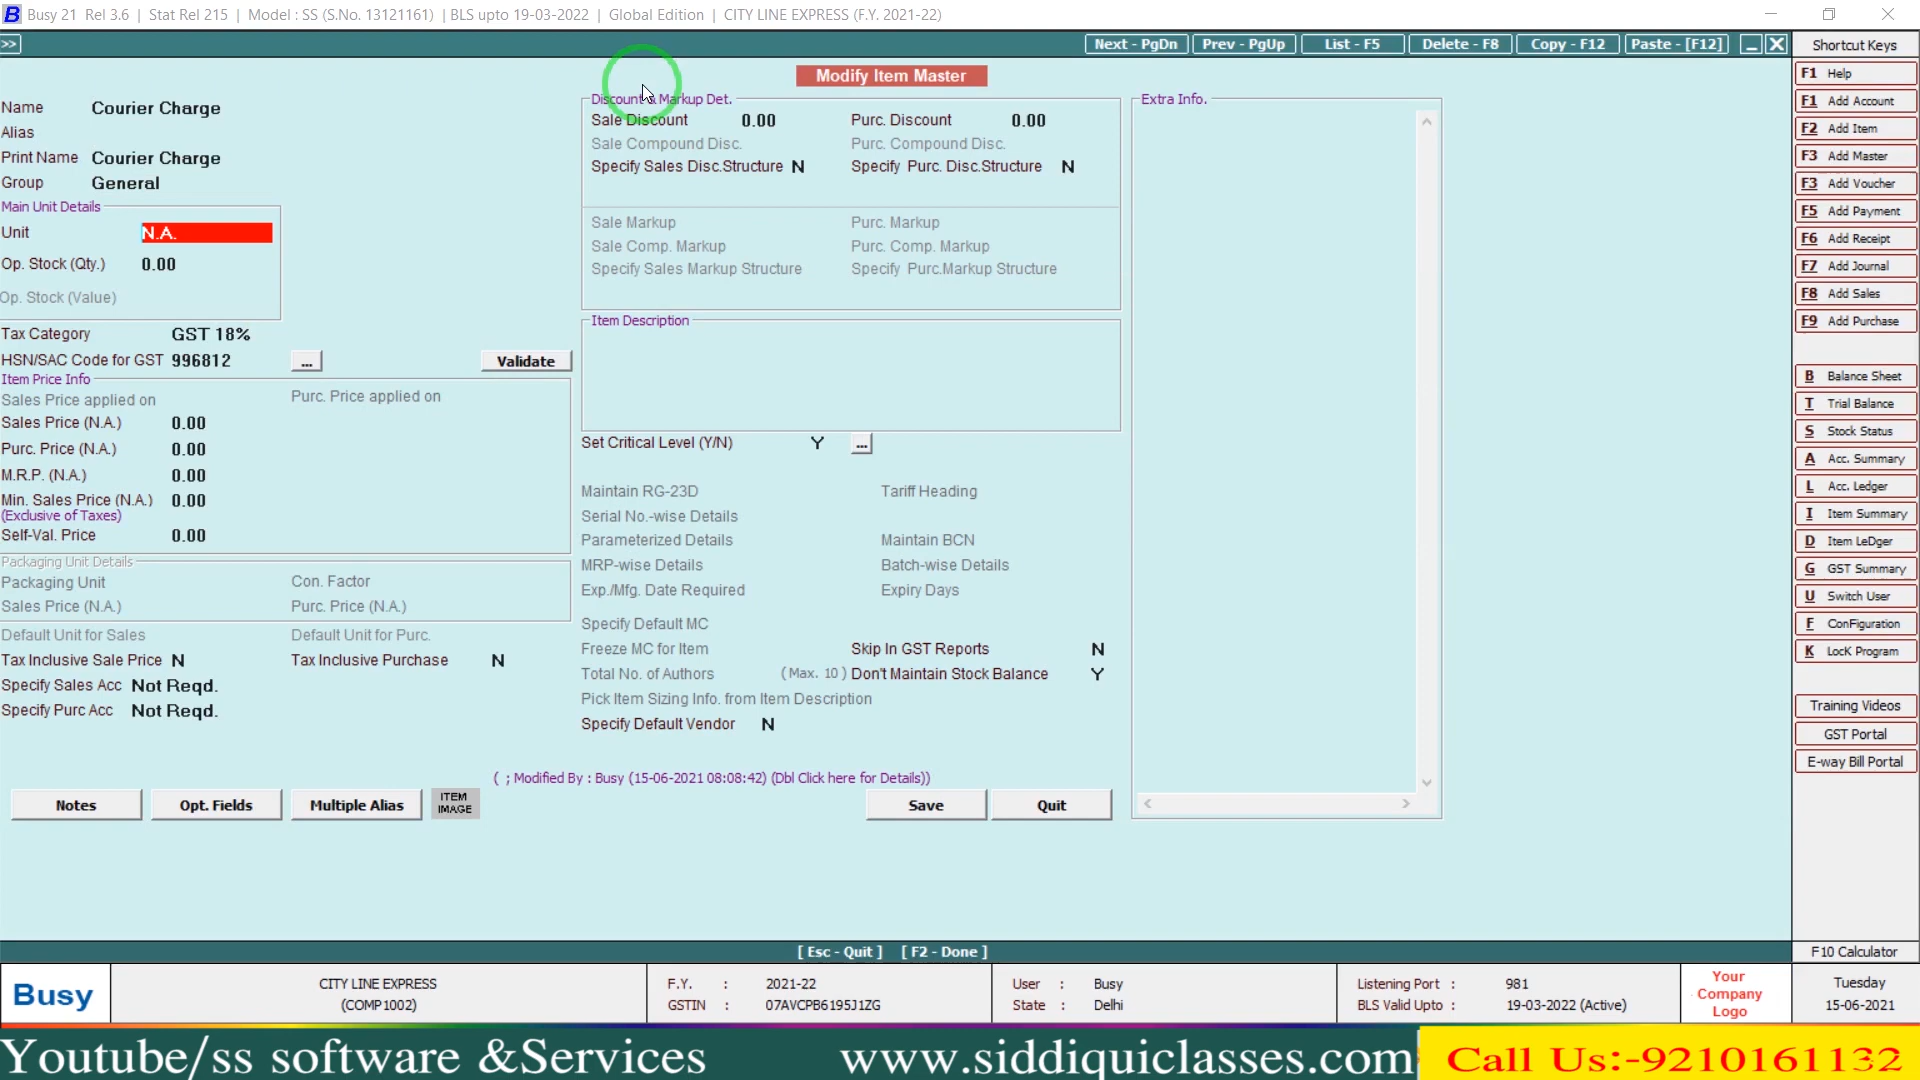 Busy 21 Rel 3.6 | Stat Rel 215 | Model : SS (S.No. 13121161) | BLS upto 19-03-2022 | Global Edition | CITY LINE EXPRESS (F.Y. 2021-22)
>> Next - PgDn Prev - PgUp List - F5 Delete - F8 Copy - F12 Paste - [F12]
Modify Item Master
Name Courier Charge
Alias
Print Name Courier Charge
Group General
Main Unit Details
Unit N.A.
Op. Stock (Qty.) 0.00
Op. Stock (Value)
Tax Category GST 18%
HSN/SAC Code for GST 996812 ... Validate
Item Price Info
Sales Price applied on Purc. Price applied on
Sales Price (N.A.) 0.00
Purc. Price (N.A.) 0.00
M.R.P. (N.A.) 0.00
Min. Sales Price (N.A.) 0.00
(Exclusive of Taxes)
Self-Val. Price 0.00
Packaging Unit Details
Packaging Unit Con. Factor
Sales Price (N.A.) Purc. Price (N.A.)
Default Unit for Sales Default Unit for Purc.
Tax Inclusive Sale Price N Tax Inclusive Purchase N
Specify Sales Acc Not Reqd.
Specify Purc Acc Not Reqd.
Discount & Markup Det.
Sale Discount 0.00 Purc. Discount 0.00
Sale Compound Disc. Purc. Compound Disc.
Specify Sales Disc.Structure N Specify Purc. Disc.Structure N
Sale Markup Purc. Markup
Sale Comp. Markup Purc. Comp. Markup
Specify Sales Markup Structure Specify Purc.Markup Structure
Item Description
Set Critical Level (Y/N) Y ...
Maintain RG-23D Tariff Heading
Serial No.-wise Details
Parameterized Details Maintain BCN
MRP-wise Details Batch-wise Details
Exp./Mfg. Date Required Expiry Days
Specify Default MC
Freeze MC for Item Skip In GST Reports N
Total No. of Authors (Max. 10) Don't Maintain Stock Balance Y
Pick Item Sizing Info. from Item Description
Specify Default Vendor N
( ; Modified By : Busy (15-06-2021 08:08:42) (Dbl Click here for Details))
Notes Opt. Fields Multiple Alias ITEM IMAGE Save Quit
Extra Info.
Shortcut Keys
F1 Help
F1 Add Account
F2 Add Item
F3 Add Master
F3 Add Voucher
F5 Add Payment
F6 Add Receipt
F7 Add Journal
F8 Add Sales
F9 Add Purchase
B Balance Sheet
T Trial Balance
S Stock Status
A Acc. Summary
L Acc. Ledger
I Item Summary
D Item LeDger
G GST Summary
U Switch User
F ConFiguration
K LocK Program
Training Videos
GST Portal
E-way Bill Portal
[ Esc - Quit ] [ F2 - Done ]
F10 Calculator
Busy
CITY LINE EXPRESS
(COMP1002)
F.Y. : 2021-22
GSTIN : 07AVCPB6195J1ZG
User : Busy
State : Delhi
Listening Port : 981
BLS Valid Upto : 19-03-2022 (Active)
Your
Company
Logo
Tuesday
15-06-2021
Youtube/ss software &Services www.siddiquiclasses.com Call Us:-9210161132